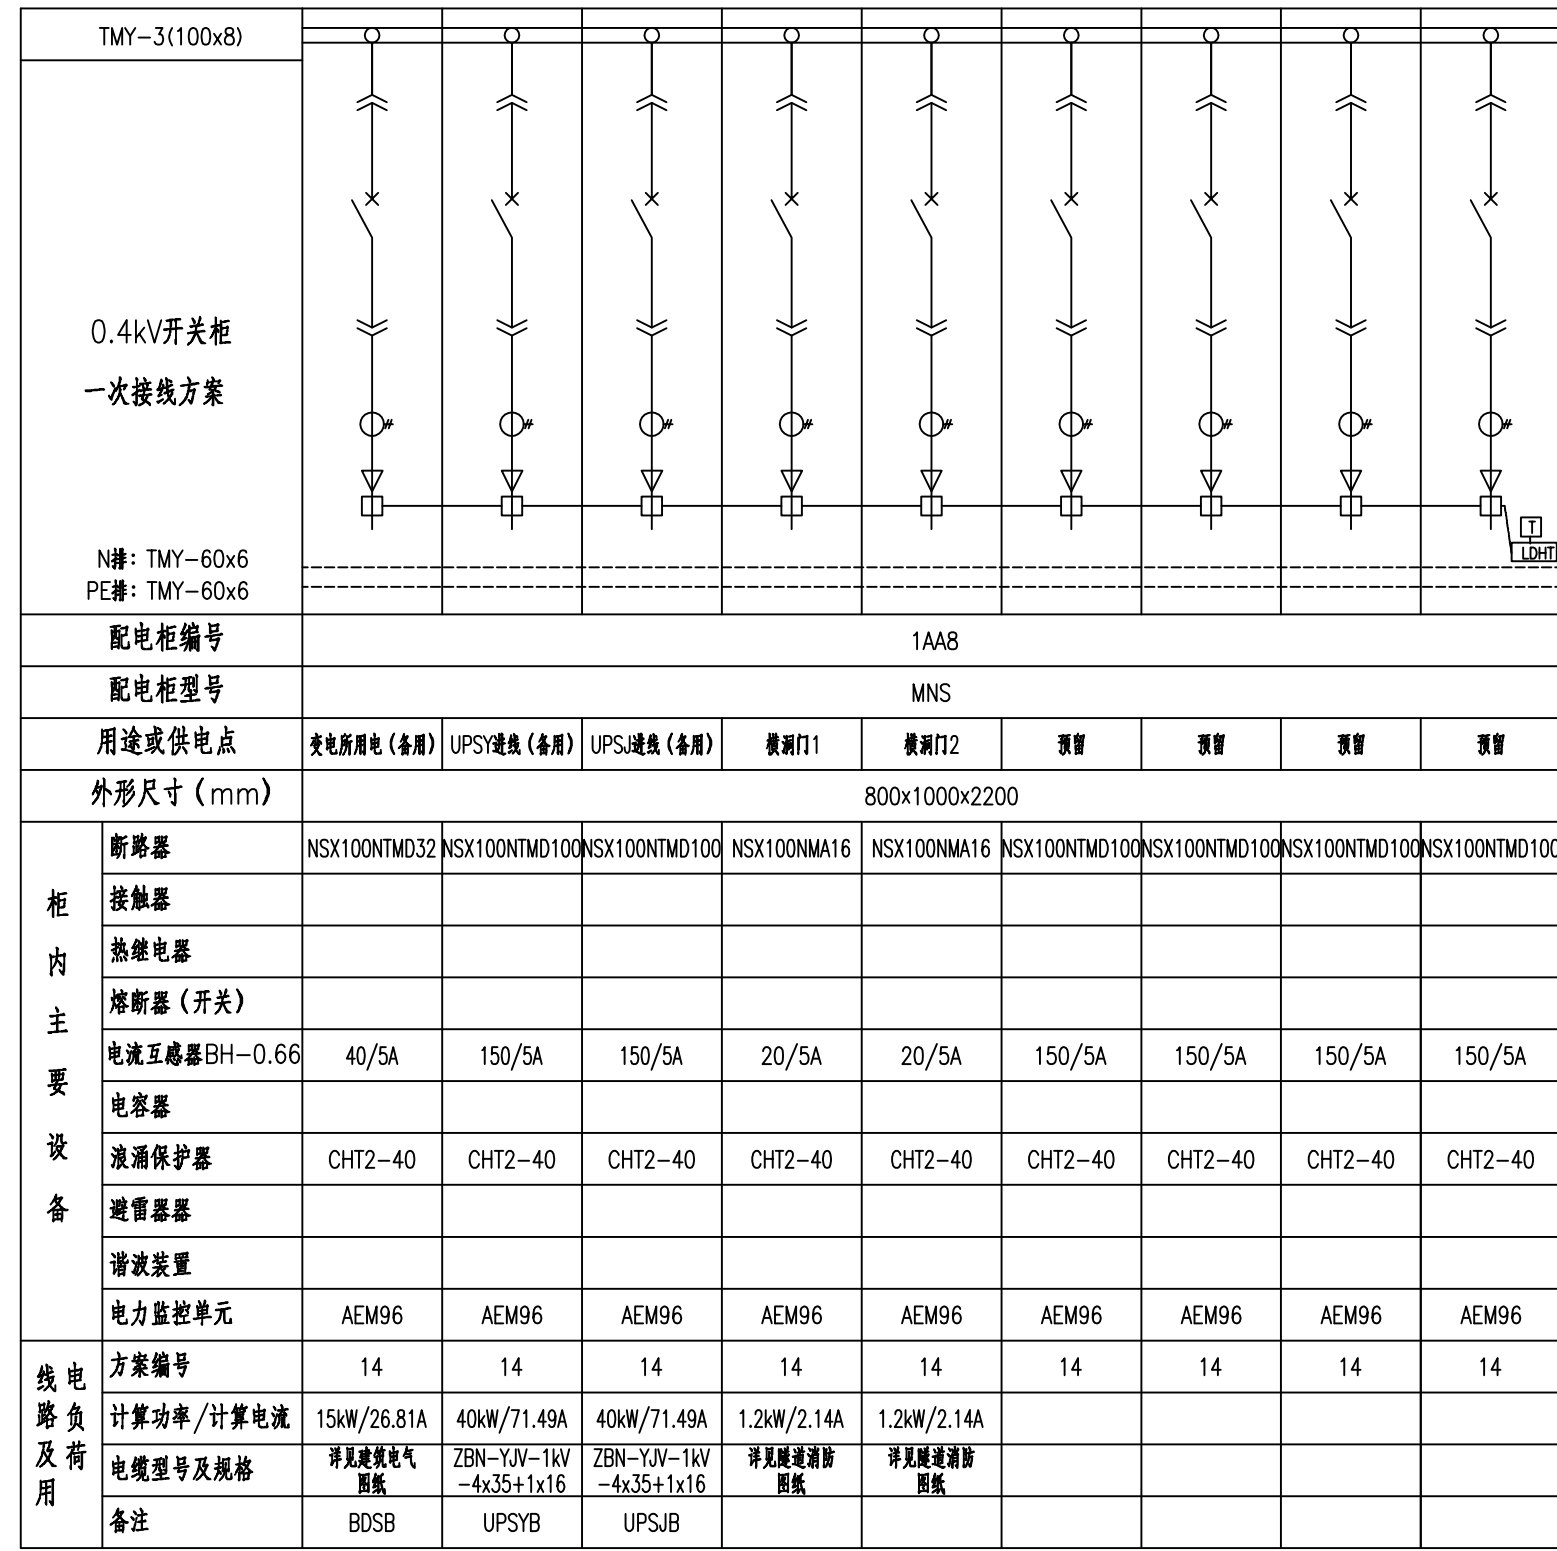 TMY-3(100x8)
0.4kV开关柜
一次接线方案
N排：TMY-60x6
PE排：TMY-60x6
T
LDHT
配电柜编号 1AA8
配电柜型号 MNS
用途或供电点 变电所用电（备用） UPSY进线（备用） UPSJ进线（备用） 横洞门1 横洞门2 预留 预留 预留 预留
外形尺寸（mm） 800x1000x2200
柜内主要设备
断路器 NSX100NTMD32 NSX100NTMD100 NSX100NTMD100 NSX100NMA16 NSX100NMA16 NSX100NTMD100 NSX100NTMD100 NSX100NTMD100 NSX100NTMD100
接触器
热继电器
熔断器（开关）
电流互感器BH-0.66 40/5A 150/5A 150/5A 20/5A 20/5A 150/5A 150/5A 150/5A 150/5A
电容器
浪涌保护器 CHT2-40 CHT2-40 CHT2-40 CHT2-40 CHT2-40 CHT2-40 CHT2-40 CHT2-40 CHT2-40
避雷器器
谐波装置
电力监控单元 AEM96 AEM96 AEM96 AEM96 AEM96 AEM96 AEM96 AEM96 AEM96
线路及用
电负荷
方案编号 14 14 14 14 14 14 14 14 14
计算功率/计算电流 15kW/26.81A 40kW/71.49A 40kW/71.49A 1.2kW/2.14A 1.2kW/2.14A
电缆型号及规格 详见建筑电气 ZBN-YJV-1kV ZBN-YJV-1kV 详见隧道消防 详见隧道消防
图纸 -4x35+1x16 -4x35+1x16 图纸 图纸
备注 BDSB UPSYB UPSJB